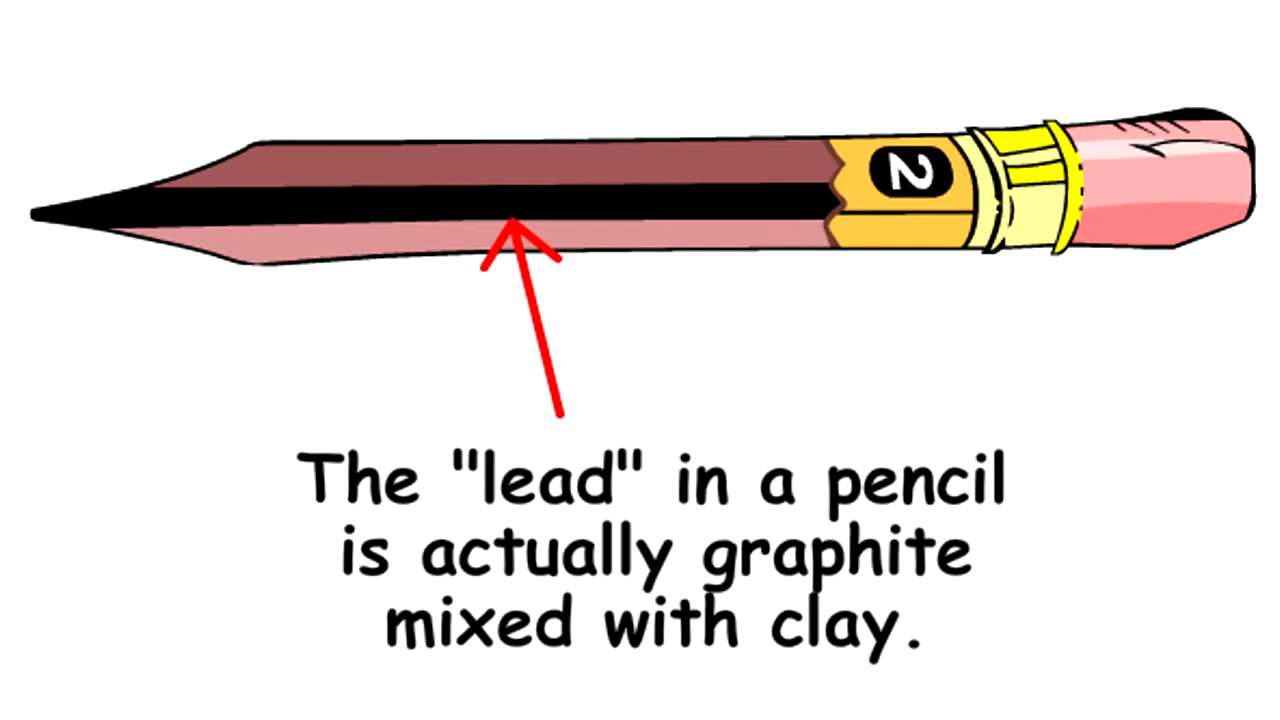 2
The "lead" in a pencil
is actually graphite
mixed with clay.